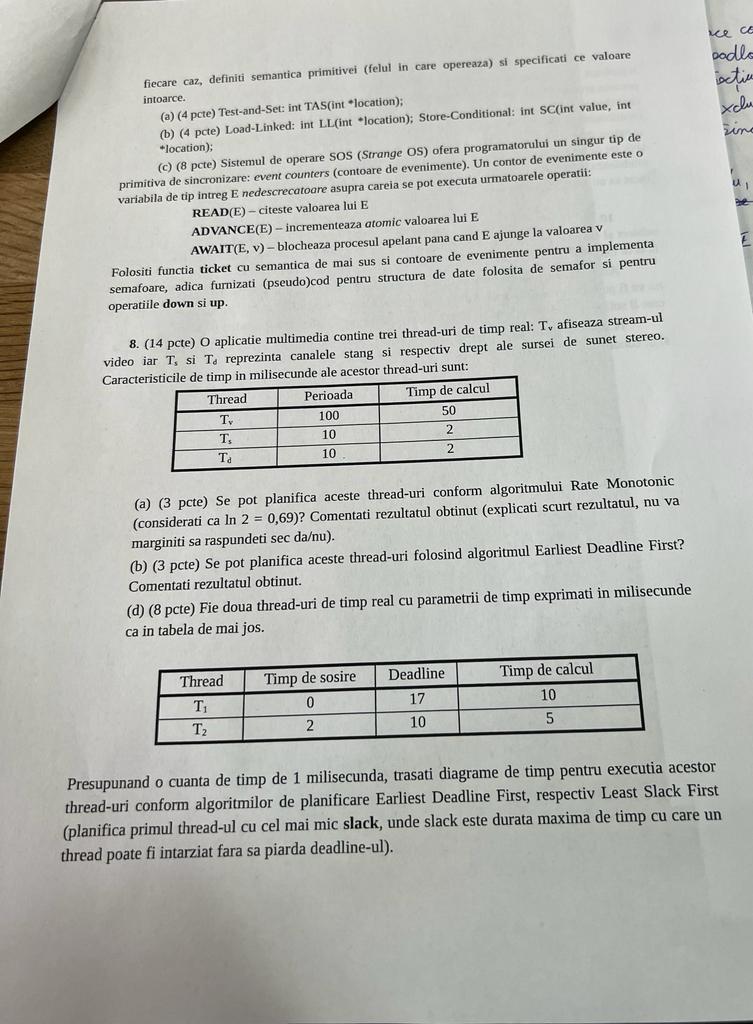 fiecare caz, definiti semantica primitivei (felul in care opereaza) si specificati ce valoare
intoarce.
(a) (4 pcte) Test-and-Set: int TAS(int *location);
(b) (4 pcte) Load-Linked: int LL(int *location); Store-Conditional: int SC(int value, int
*location);
(c) (8 pcte) Sistemul de operare SOS (Strange OS) ofera programatorului un singur tip de
primitiva de sincronizare: event counters (contoare de evenimente). Un contor de evenimente este o
variabila de tip intreg E nedescrecatoare asupra careia se pot executa urmatoarele operatii:
READ(E) – citeste valoarea lui E
ADVANCE(E) – incrementeaza atomic valoarea lui E
AWAIT(E, v) – blocheaza procesul apelant pana cand E ajunge la valoarea v
Folositi functia ticket cu semantica de mai sus si contoare de evenimente pentru a implementa
semafoare, adica furnizati (pseudo)cod pentru structura de date folosita de semafor si pentru
operatiile down si up.
8. (14 pcte) O aplicatie multimedia contine trei thread-uri de timp real: Tv afiseaza stream-ul
video iar Ts si Td reprezinta canalele stang si respectiv drept ale sursei de sunet stereo.
Caracteristicile de timp in milisecunde ale acestor thread-uri sunt:
Thread Perioada Timp de calcul
Tv 100 50
Ts 10 2
Td 10 2
(a) (3 pcte) Se pot planifica aceste thread-uri conform algoritmului Rate Monotonic
(considerati ca ln 2 = 0,69)? Comentati rezultatul obtinut (explicati scurt rezultatul, nu va
marginiti sa raspundeti sec da/nu).
(b) (3 pcte) Se pot planifica aceste thread-uri folosind algoritmul Earliest Deadline First?
Comentati rezultatul obtinut.
(d) (8 pcte) Fie doua thread-uri de timp real cu parametrii de timp exprimati in milisecunde
ca in tabela de mai jos.
Thread Timp de sosire Deadline Timp de calcul
T1 0 17 10
T2 2 10 5
Presupunand o cuanta de timp de 1 milisecunda, trasati diagrame de timp pentru executia acestor
thread-uri conform algoritmilor de planificare Earliest Deadline First, respectiv Least Slack First
(planifica primul thread-ul cu cel mai mic slack, unde slack este durata maxima de timp cu care un
thread poate fi intarziat fara sa piarda deadline-ul).